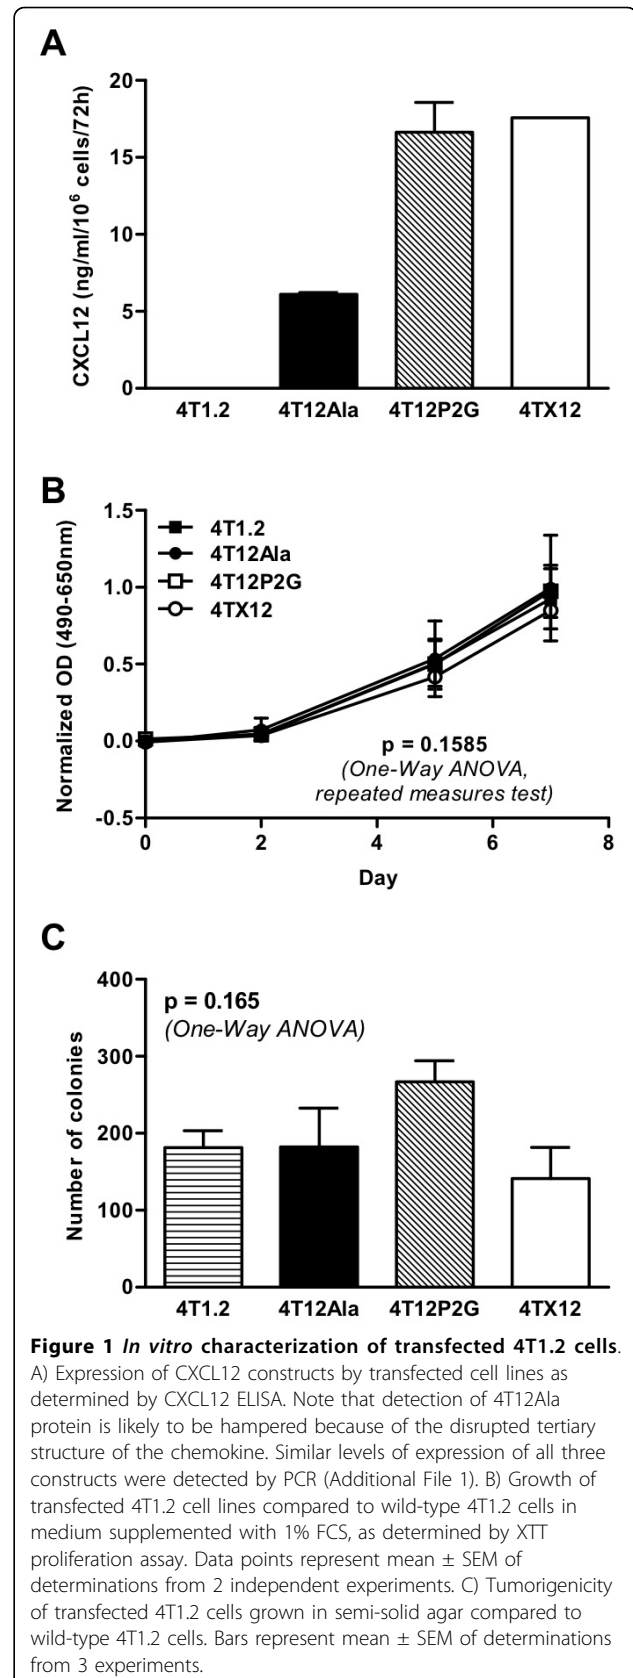 A
20
15
10
5
0
CXCL12 (ng/ml/10⁶ cells/72h)
4T1.2 4T12Ala 4T12P2G 4TX12
B
1.5
1.0
0.5
0.0
-0.5
Normalized OD (490-650nm)
4T1.2
4T12Ala
4T12P2G
4TX12
p = 0.1585
(One-Way ANOVA,
repeated measures test)
0 2 4 6 8
Day
C
400
300
200
100
0
Number of colonies
p = 0.165
(One-Way ANOVA)
4T1.2 4T12Ala 4T12P2G 4TX12
Figure 1 In vitro characterization of transfected 4T1.2 cells.
A) Expression of CXCL12 constructs by transfected cell lines as
determined by CXCL12 ELISA. Note that detection of 4T12Ala
protein is likely to be hampered because of the disrupted tertiary
structure of the chemokine. Similar levels of expression of all three
constructs were detected by PCR (Additional File 1). B) Growth of
transfected 4T1.2 cell lines compared to wild-type 4T1.2 cells in
medium supplemented with 1% FCS, as determined by XTT
proliferation assay. Data points represent mean ± SEM of
determinations from 2 independent experiments. C) Tumorigenicity
of transfected 4T1.2 cells grown in semi-solid agar compared to
wild-type 4T1.2 cells. Bars represent mean ± SEM of determinations
from 3 experiments.